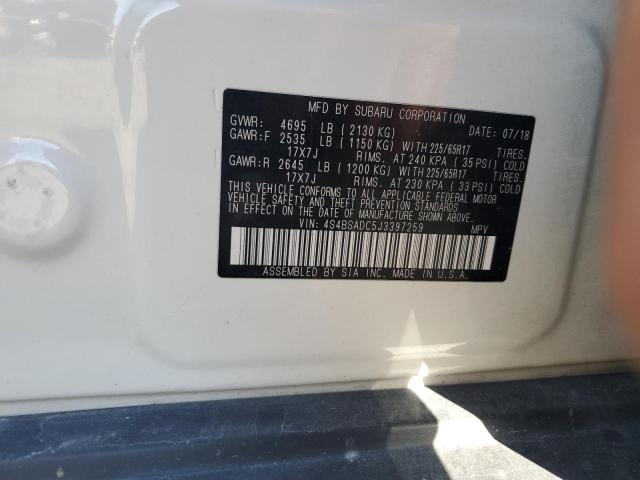 MFD BY SUBARU CORPORATION
GVWR: 4695 LB ( 2130 KG) DATE: 07/18
GAWR:F 2535 LB ( 1150 KG) WITH 225/65R17 TIRES.
17X7J RIMS. AT 240 KPA ( 35 PSI) COLD
GAWR:R 2645 LB ( 1200 KG) WITH 225/65R17 TIRES.
17X7J RIMS. AT 230 KPA ( 33 PSI) COLD
THIS VEHICLE CONFORMS TO ALL APPLICABLE FEDERAL MOTOR
VEHICLE SAFETY AND THEFT PREVENTION STANDARDS IN EFFECT ON THE
DATE OF MANUFACTURE SHOWN ABOVE.
VIN: 4S4BSADC5J3397259 MPV
ASSEMBLED BY SIA INC. MADE IN U.S.A.